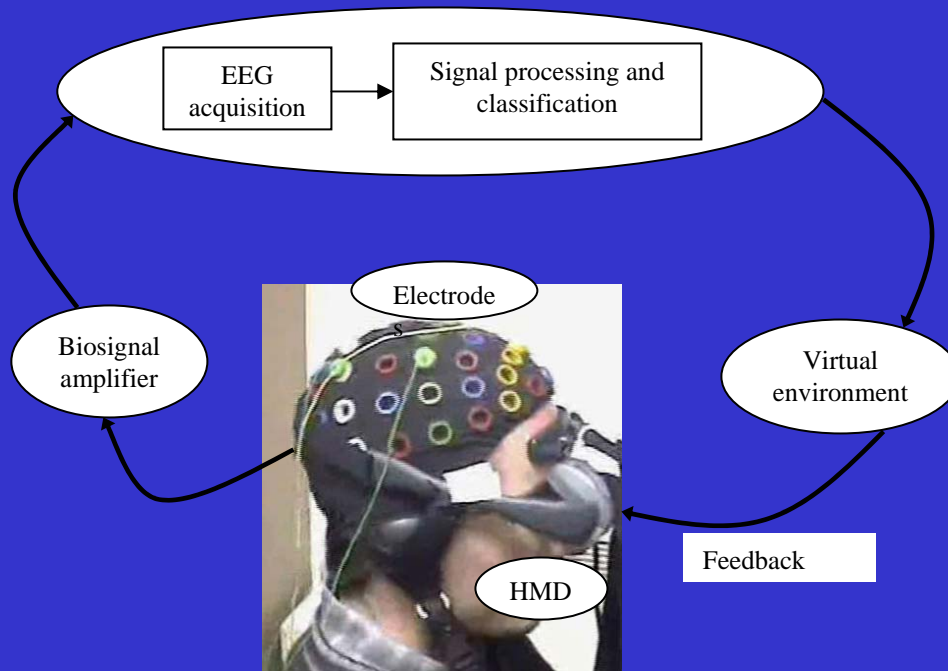 EEG
acquisition
Signal processing and
classification
Electrode
s
Biosignal
amplifier
Virtual
environment
Feedback
HMD